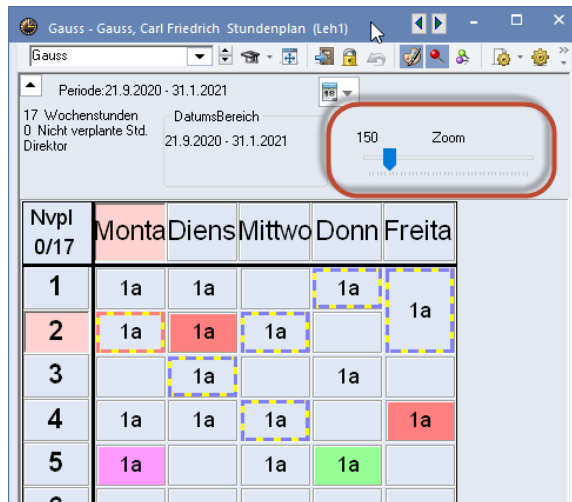 Gauss - Gauss, Carl Friedrich Stundenplan (Leh1)
Gauss
Periode:21.9.2020 - 31.1.2021
18
17 Wochenstunden
0 Nicht verplante Std.
Direktor
DatumsBereich
21.9.2020 - 31.1.2021
150 Zoom
Nvpl
0/17
Monta Diens Mittwo Donn Freita
1 1a 1a 1a 1a
2 1a 1a 1a
3 1a 1a
4 1a 1a 1a
5 1a 1a 1a